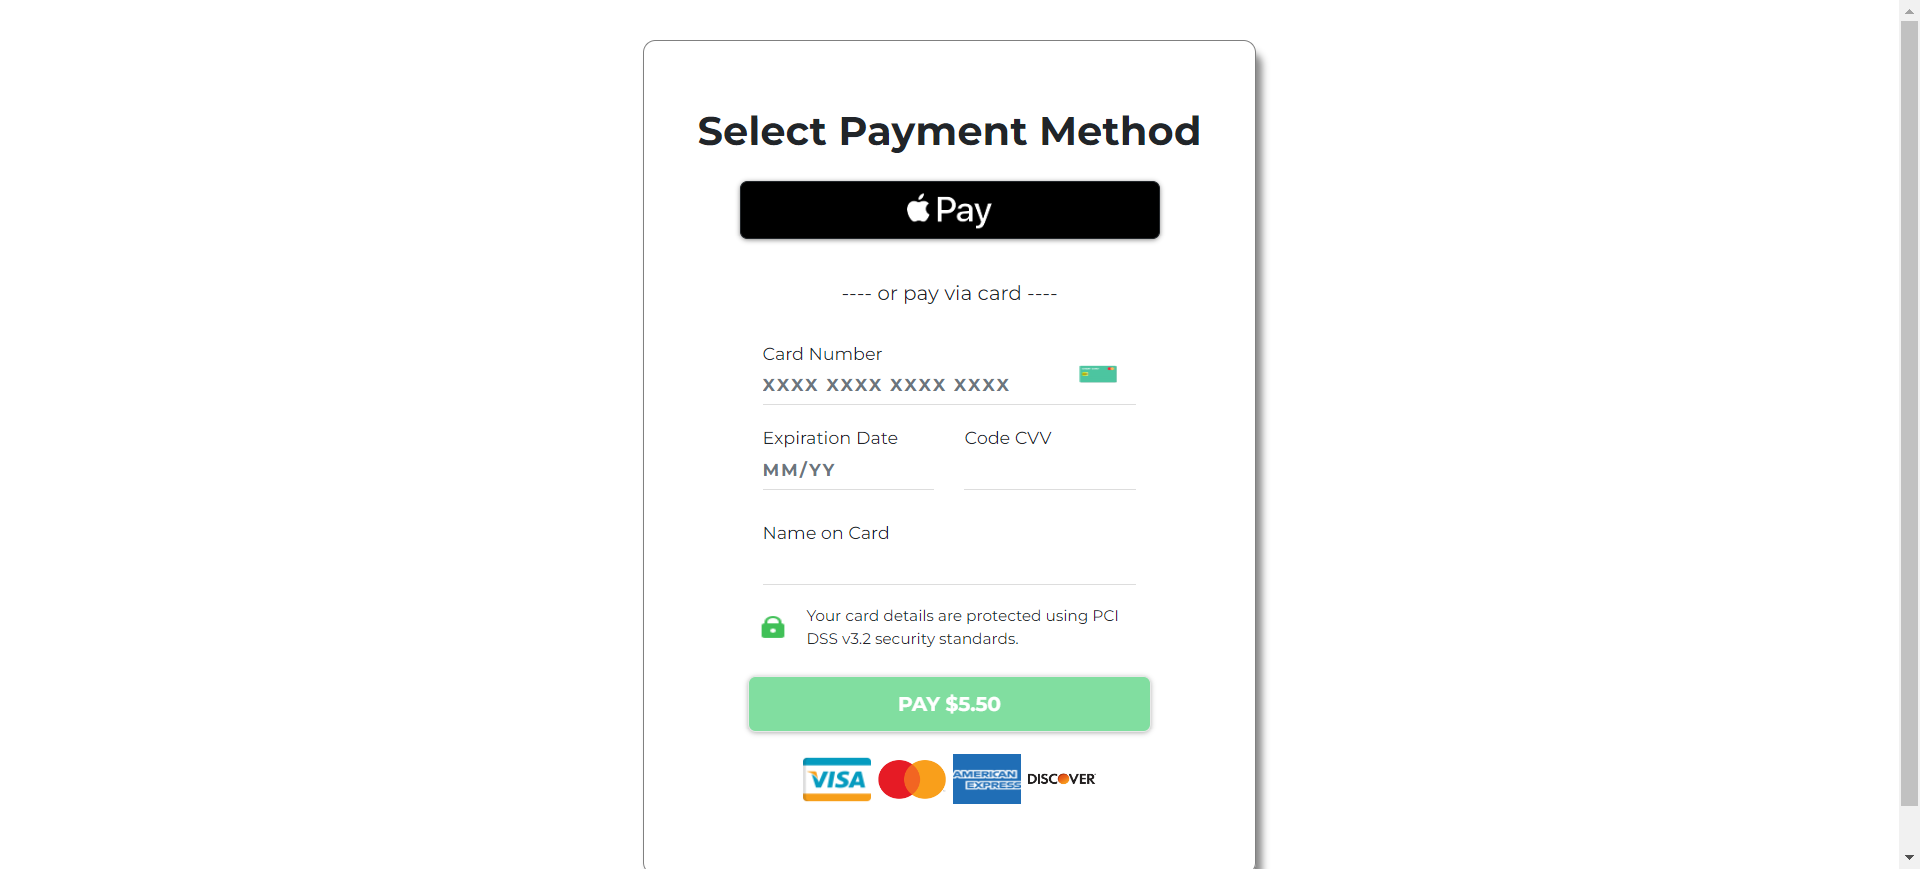 Select Payment Method
Pay
---- or pay via card ----
Card Number
XXXX XXXX XXXX XXXX
Expiration Date
Code CVV
MM/YY
Name on Card
Your card details are protected using PCI
DSS v3.2 security standards.
PAY $5.50
VISA
AMERICAN
EXPRESS
DISCOVER